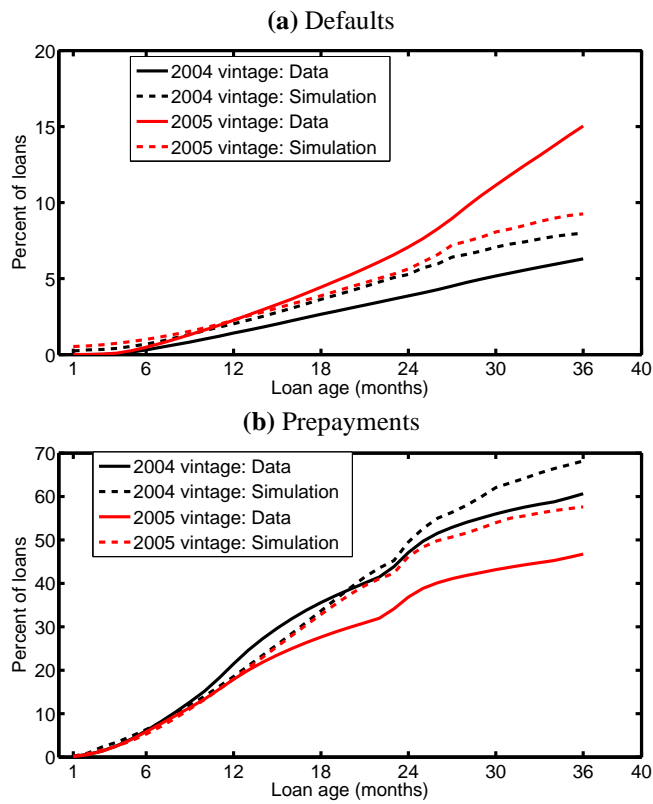 (a) Defaults
20
15
10
5
0
Percent of loans
2004 vintage: Data
2004 vintage: Simulation
2005 vintage: Data
2005 vintage: Simulation
1 6 12 18 24 30 36 40
Loan age (months)
(b) Prepayments
70
60
50
40
30
20
10
0
Percent of loans
2004 vintage: Data
2004 vintage: Simulation
2005 vintage: Data
2005 vintage: Simulation
1 6 12 18 24 30 36 40
Loan age (months)